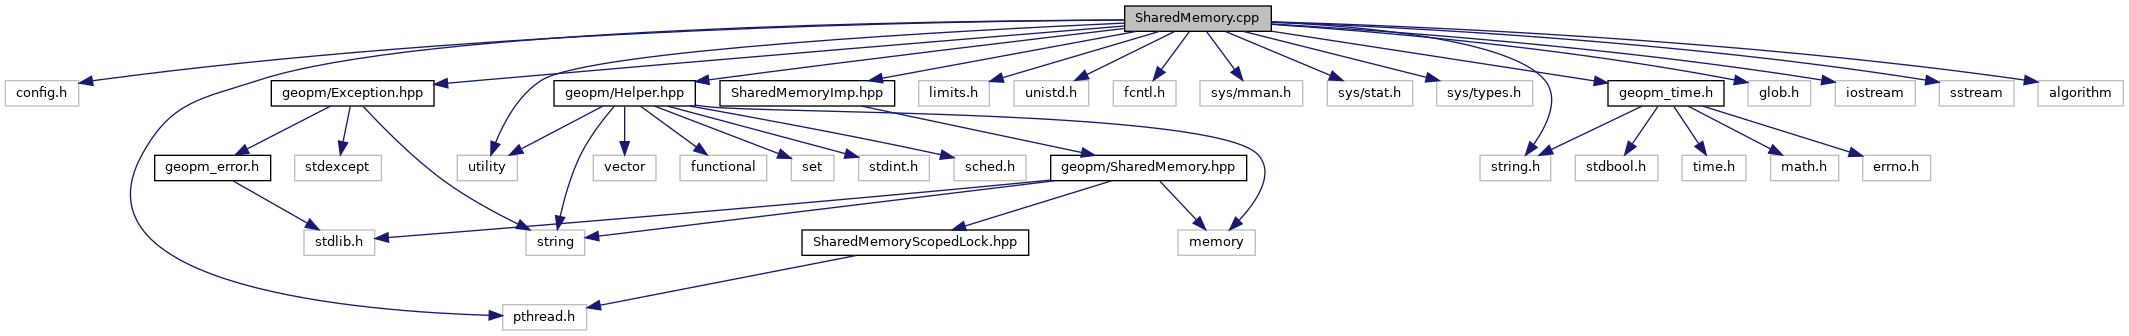 SharedMemory.cpp
config.h
geopm/Exception.hpp
geopm/Helper.hpp
SharedMemoryImp.hpp
limits.h
unistd.h
fcntl.h
sys/mman.h
sys/stat.h
sys/types.h
geopm_time.h
glob.h
iostream
sstream
algorithm
geopm_error.h
stdexcept
utility
vector
functional
set
stdint.h
sched.h
geopm/SharedMemory.hpp
string.h
stdbool.h
time.h
math.h
errno.h
stdlib.h
string
SharedMemoryScopedLock.hpp
memory
pthread.h